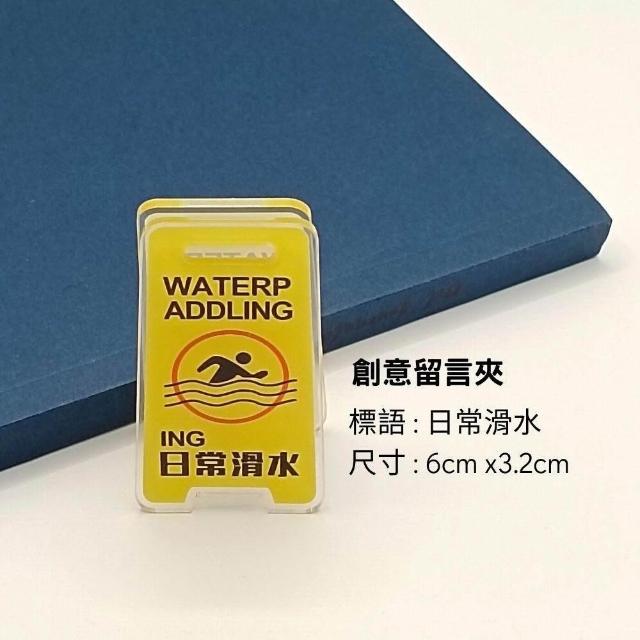 WATERP
ADDLING
ING
日常滑水
創意留言夾
標語 : 日常滑水
尺寸 : 6cm x3.2cm